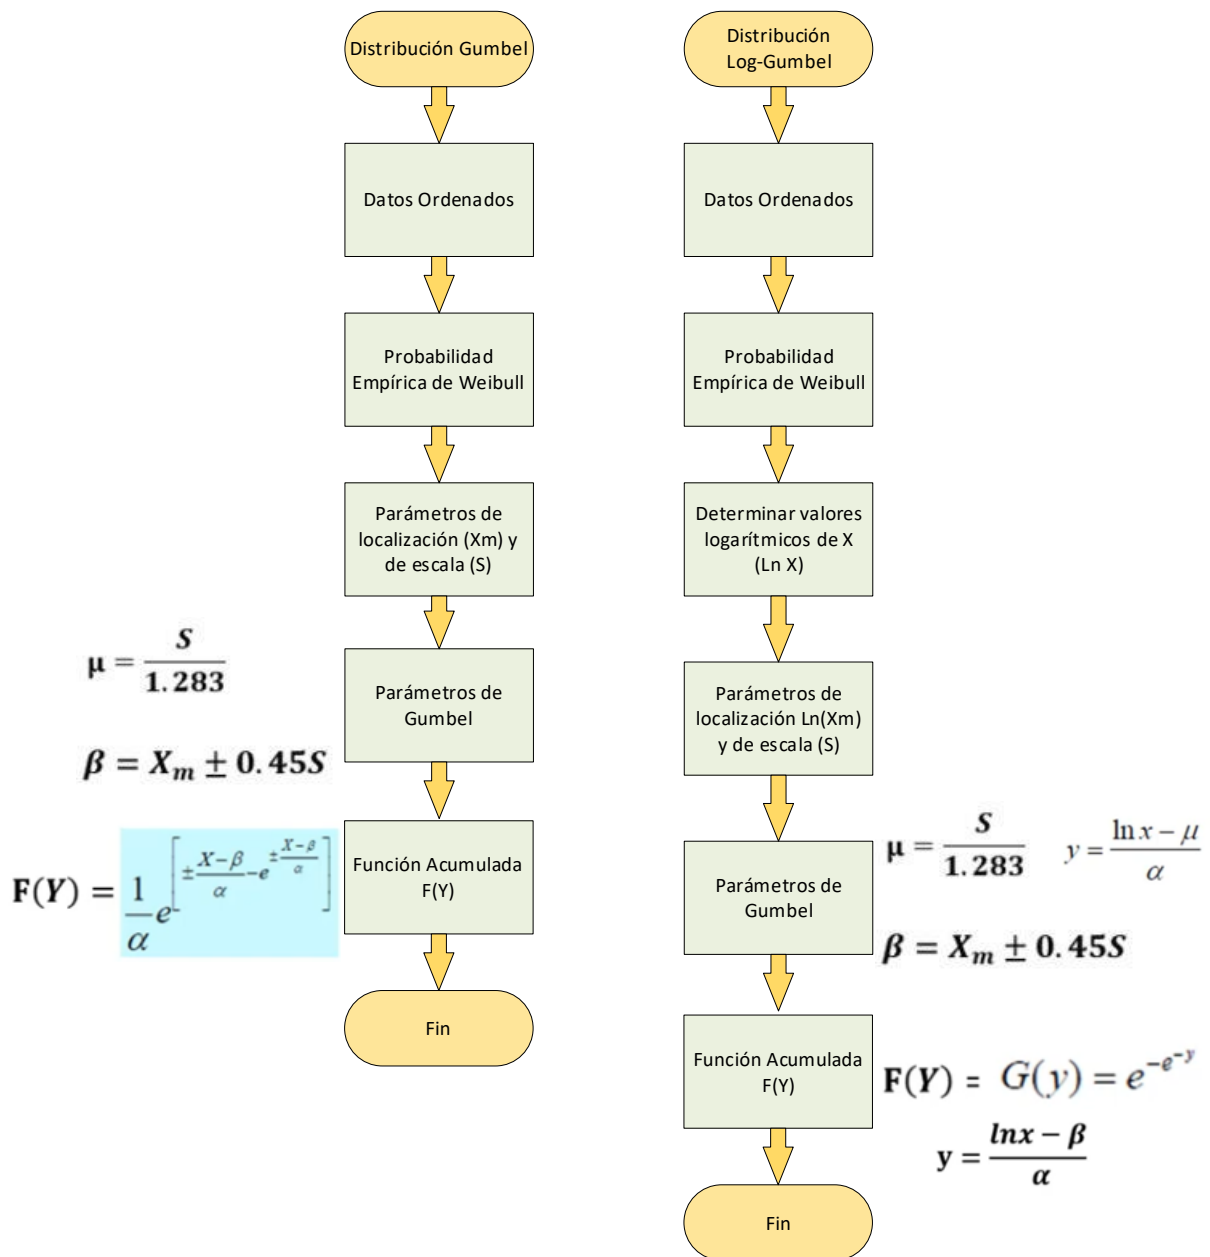 Distribución Gumbel
Datos Ordenados
Probabilidad
Empírica de Weibull
Parámetros de
localización (Xm) y
de escala (S)
μ = S / 1.283
β = X_m ± 0.45S
Parámetros de
Gumbel
F(Y) = 1/α e^[± (X−β)/α − e^(± (X−β)/α)]
Función Acumulada
F(Y)
Fin
Distribución
Log-Gumbel
Datos Ordenados
Probabilidad
Empírica de Weibull
Determinar valores
logarítmicos de X
(Ln X)
Parámetros de
localización Ln(Xm)
y de escala (S)
Parámetros de
Gumbel
μ = S / 1.283
y = (ln x − μ) / α
β = X_m ± 0.45S
Función Acumulada
F(Y)
F(Y) = G(y) = e^(−e^(−y))
y = (lnx − β) / α
Fin